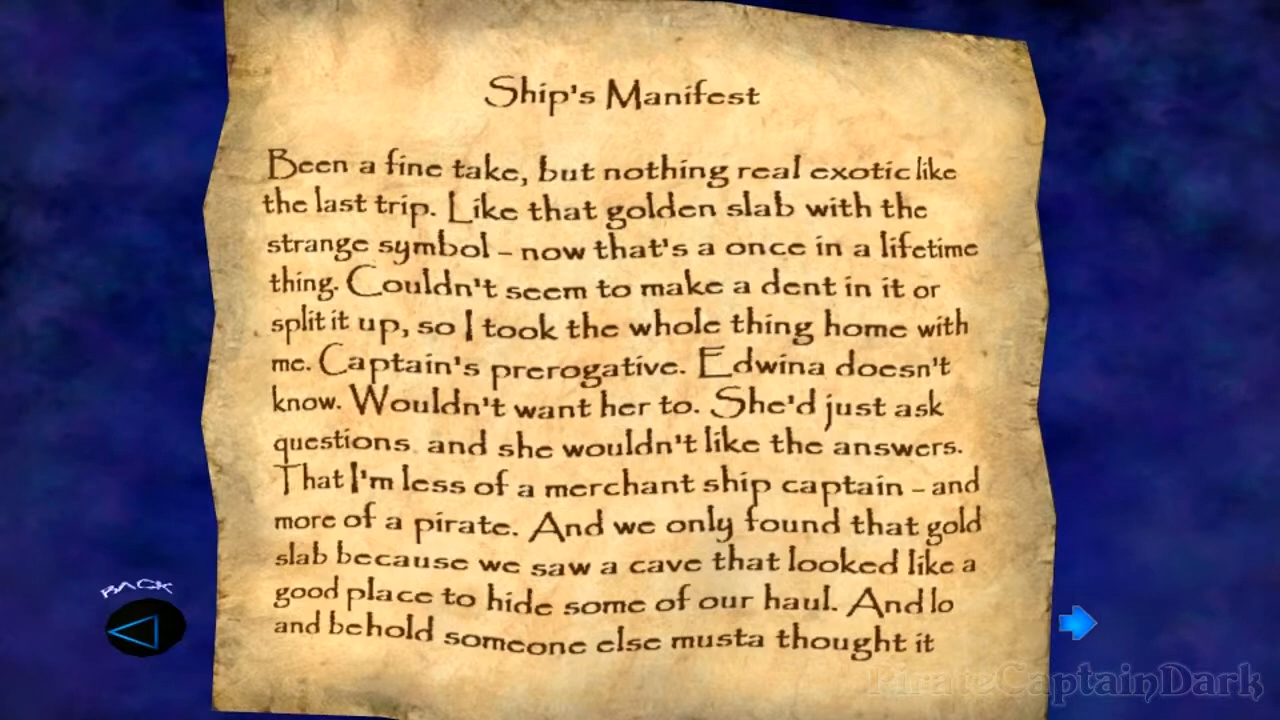 Ship's Manifest
Been a fine take, but nothing real exotic like
the last trip. Like that golden slab with the
strange symbol – now that's a once in a lifetime
thing. Couldn't seem to make a dent in it or
split it up, so I took the whole thing home with
me. Captain's prerogative. Edwina doesn't
know. Wouldn't want her to. She'd just ask
questions and she wouldn't like the answers.
That I'm less of a merchant ship captain – and
more of a pirate. And we only found that gold
slab because we saw a cave that looked like a
good place to hide some of our haul. And lo
and behold someone else musta thought it
BACK
PirateCaptainDark